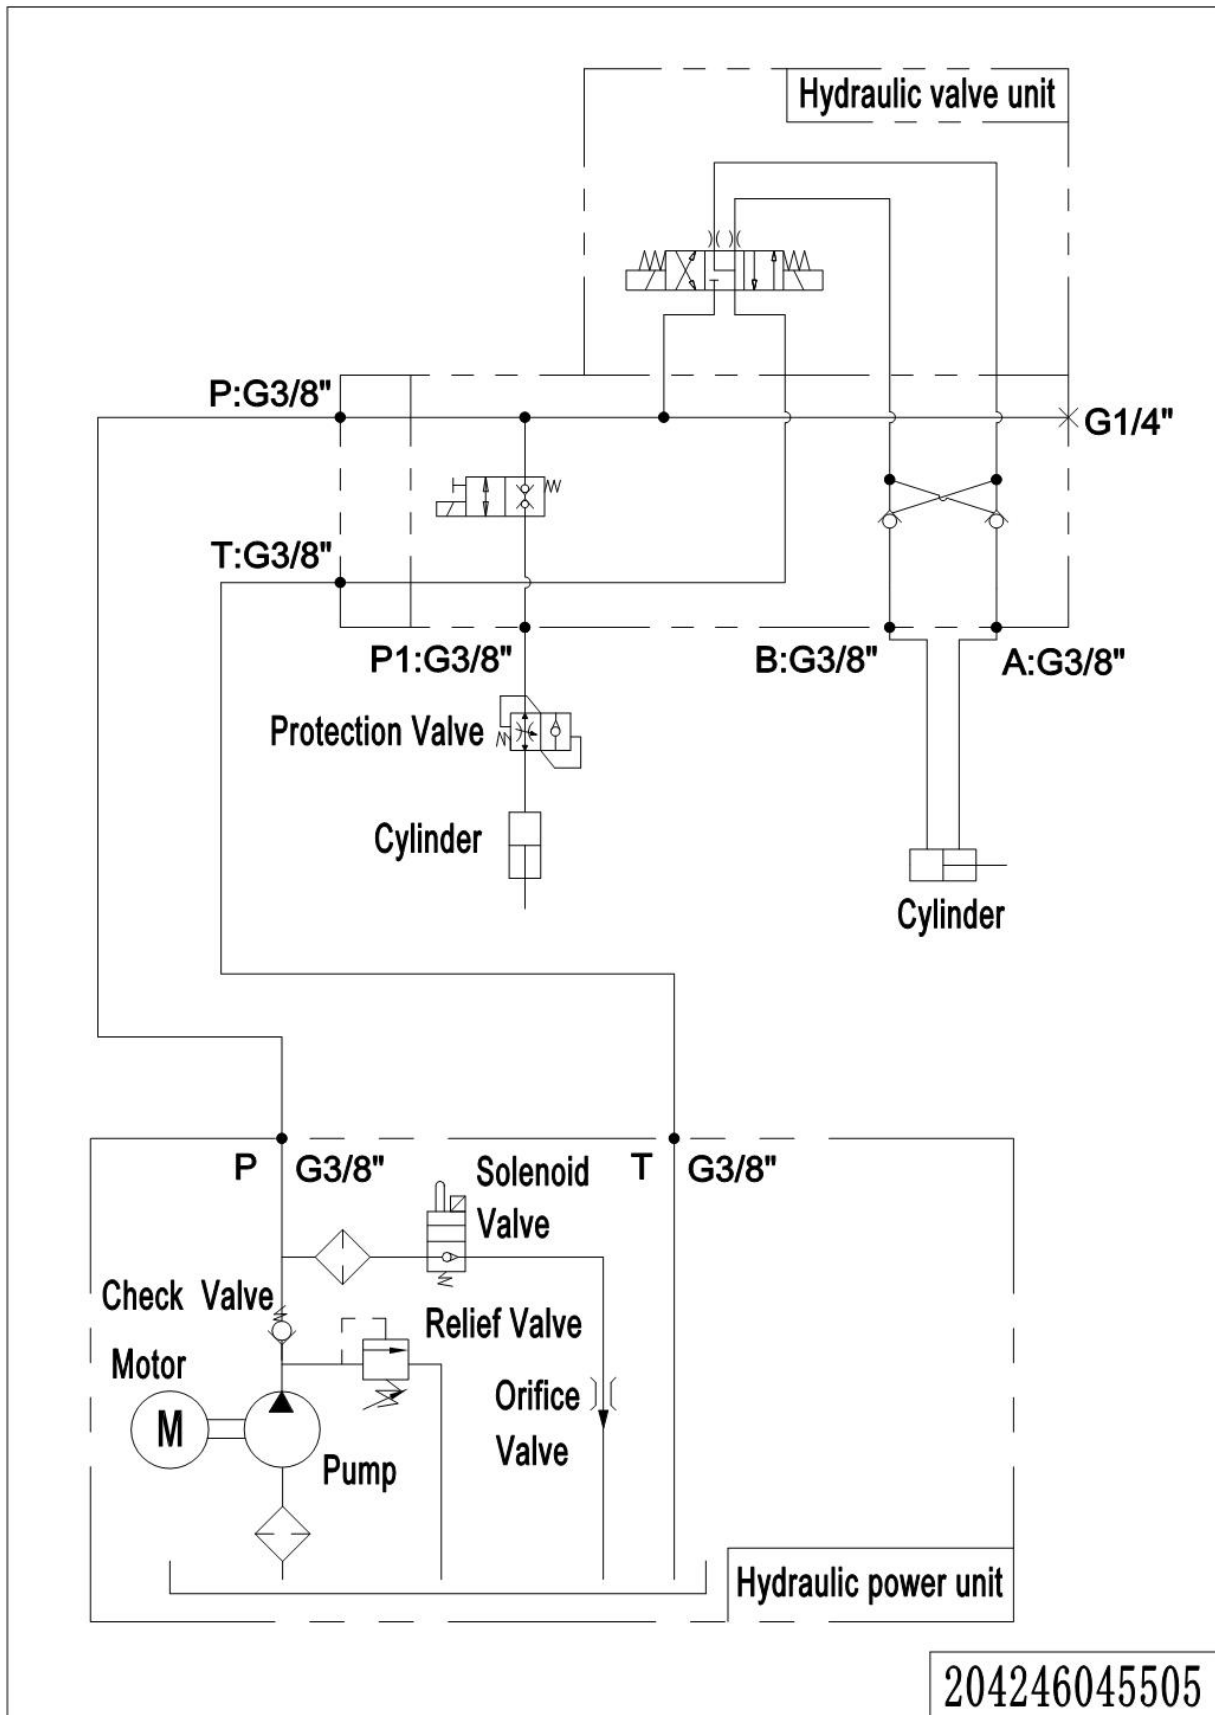 Hydraulic valve unit
P:G3/8"
G1/4"
T:G3/8"
P1:G3/8"
B:G3/8"
A:G3/8"
Protection Valve
Cylinder
Cylinder
P
G3/8"
Solenoid
Valve
T
G3/8"
Check Valve
Relief Valve
Motor
M
Orifice
Valve
Pump
Hydraulic power unit
204246045505